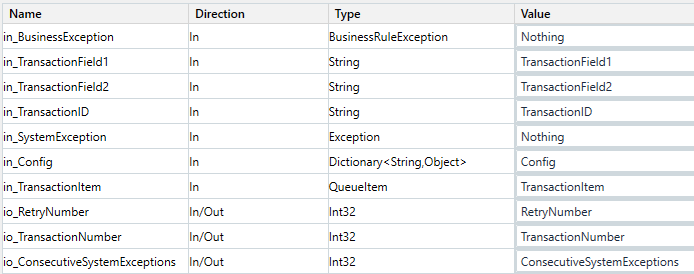 Name Direction Type Value
in_BusinessException In BusinessRuleException Nothing
in_TransactionField1 In String TransactionField1
in_TransactionField2 In String TransactionField2
in_TransactionID In String TransactionID
in_SystemException In Exception Nothing
in_Config In Dictionary<String,Object> Config
in_TransactionItem In QueueItem TransactionItem
io_RetryNumber In/Out Int32 RetryNumber
io_TransactionNumber In/Out Int32 TransactionNumber
io_ConsecutiveSystemExceptions In/Out Int32 ConsecutiveSystemExceptions